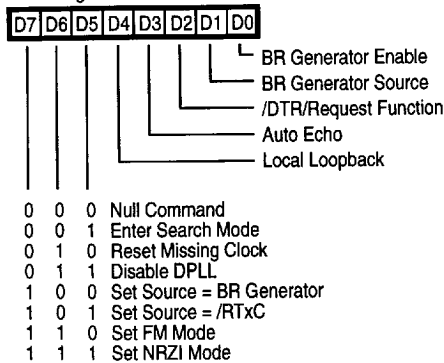 D7 D6 D5 D4 D3 D2 D1 D0
BR Generator Enable
BR Generator Source
/DTR/Request Function
Auto Echo
Local Loopback
0 0 0 Null Command
0 0 1 Enter Search Mode
0 1 0 Reset Missing Clock
0 1 1 Disable DPLL
1 0 0 Set Source = BR Generator
1 0 1 Set Source = /RTxC
1 1 0 Set FM Mode
1 1 1 Set NRZI Mode